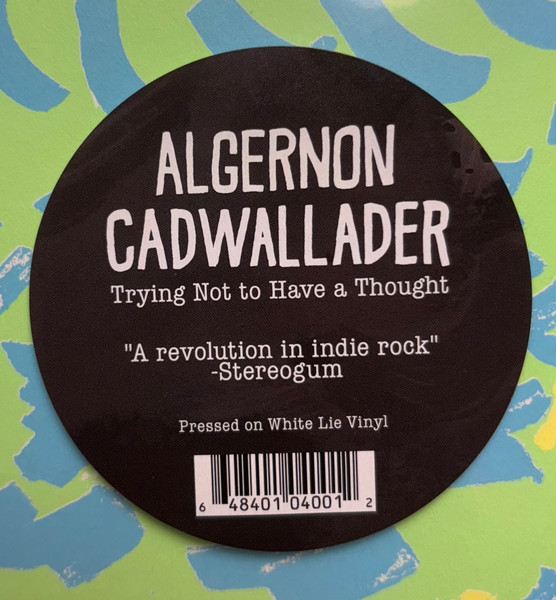 ALGERNON
CADWALLADER
Trying Not to Have a Thought
"A revolution in indie rock"
-Stereogum
Pressed on White Lie Vinyl
6 48401 04001 2